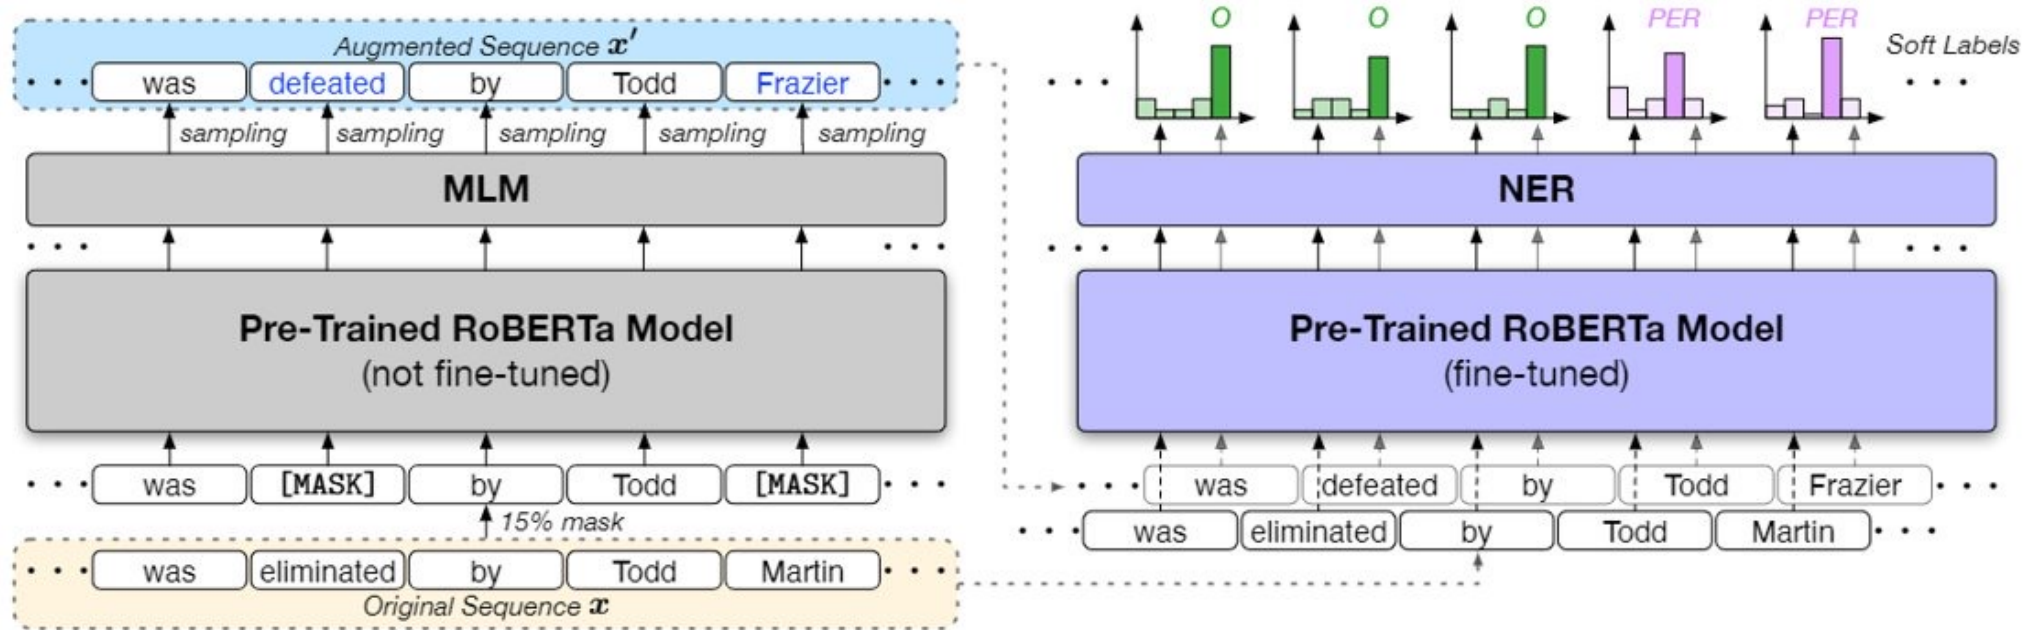 Augmented Sequence x′
· · · was defeated by Todd Frazier · · ·
sampling sampling sampling sampling sampling
MLM
· · · · · ·
Pre-Trained RoBERTa Model
(not fine-tuned)
· · · was [MASK] by Todd [MASK] · · ·
15% mask
· · · was eliminated by Todd Martin · · ·
Original Sequence x
O O O PER PER
Soft Labels
· · · · · ·
NER
· · · · · ·
Pre-Trained RoBERTa Model
(fine-tuned)
· · · was defeated by Todd Frazier · · ·
· · · was eliminated by Todd Martin · · ·